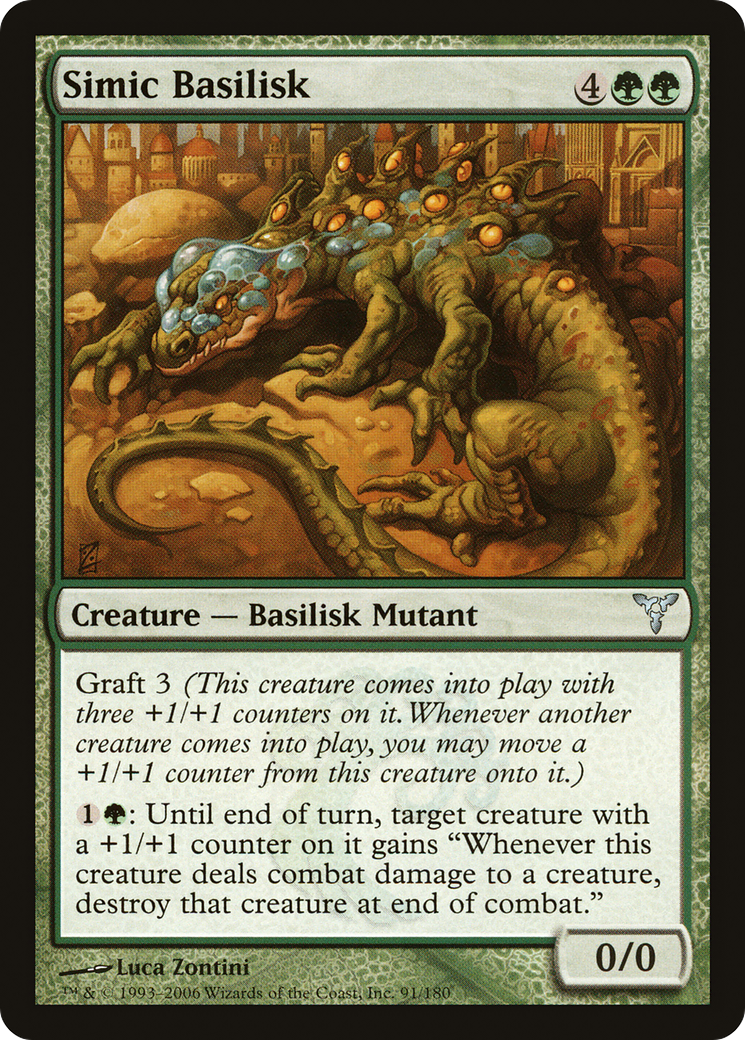 Simic Basilisk 4
Creature — Basilisk Mutant
Graft 3 (This creature comes into play with
three +1/+1 counters on it. Whenever another
creature comes into play, you may move a
+1/+1 counter from this creature onto it.)
1: Until end of turn, target creature with
a +1/+1 counter on it gains “Whenever this
creature deals combat damage to a creature,
destroy that creature at end of combat.”
0/0
Luca Zontini
™ & © 1993–2006 Wizards of the Coast, Inc. 91/180